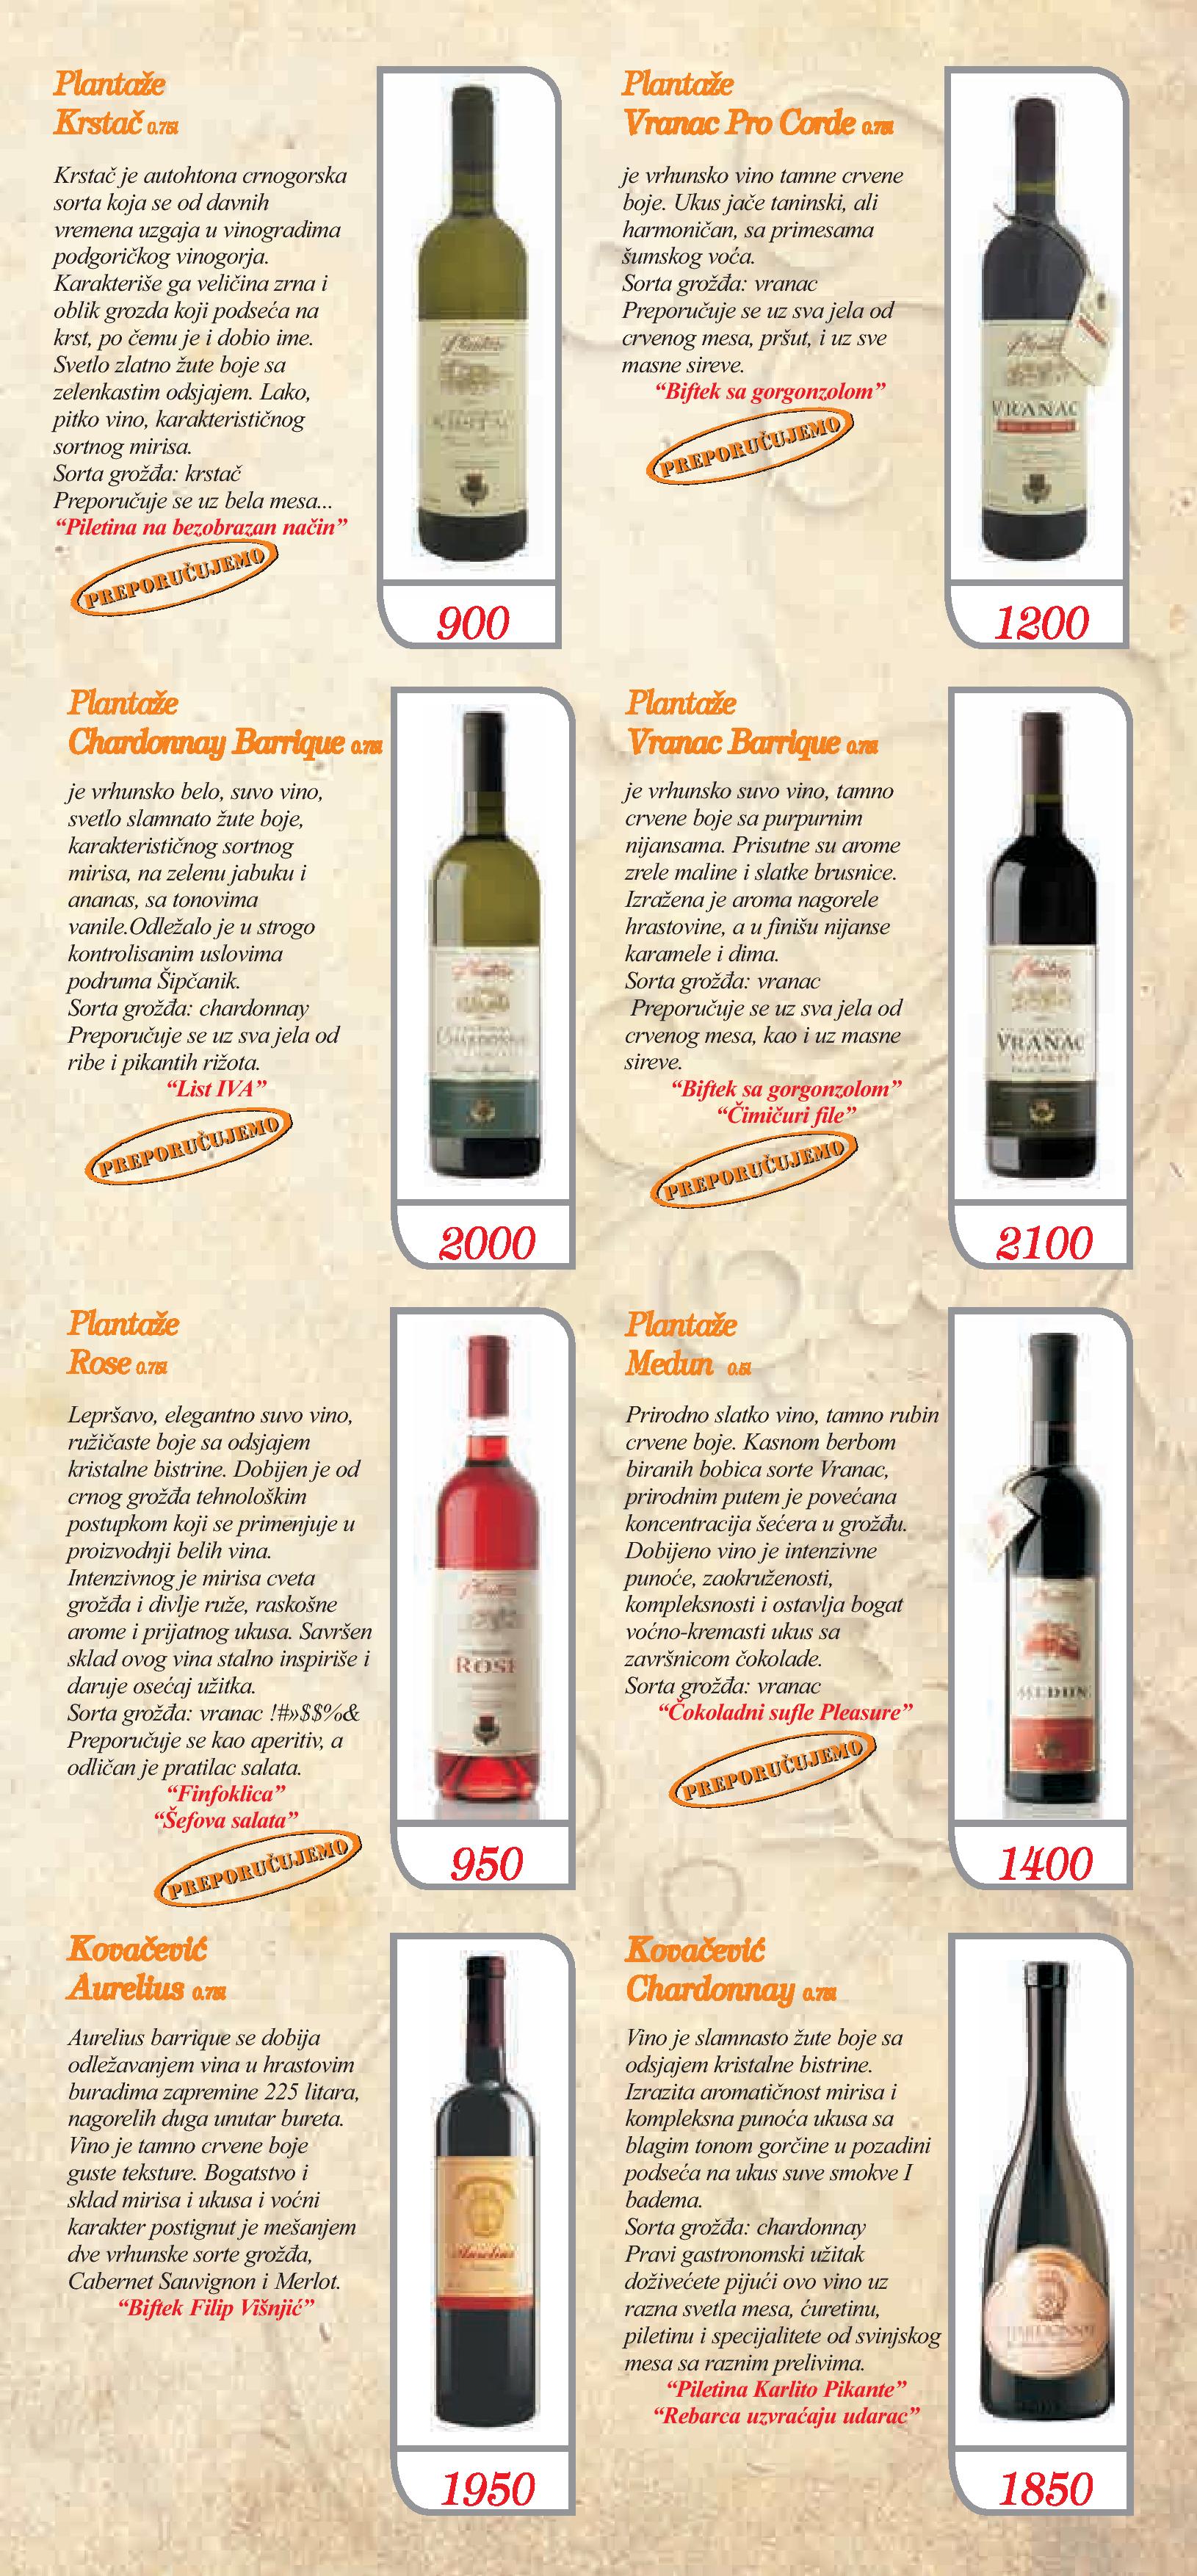 Plantaže
Krstač 0.75l
Krstač je autohtona crnogorska
sorta koja se od davnih
vremena uzgaja u vinogradima
podgoričkog vinogorja.
Karakteriše ga veličina zrna i
oblik grozda koji podseća na
krst, po čemu je i dobio ime.
Svetlo zlatno žute boje sa
zelenkastim odsjajem. Lako,
pitko vino, karakterističnog
sortnog mirisa.
Sorta grožđa: krstač
Preporučuje se uz bela mesa...
“Piletina na bezobrazan način”
PREPORUČUJEMO
900
Plantaže
Vranac Pro Corde 0.75l
je vrhunsko vino tamne crvene
boje. Ukus jače taninski, ali
harmoničan, sa primesama
šumskog voća.
Sorta grožđa: vranac
Preporučuje se uz sva jela od
crvenog mesa, pršut, i uz sve
masne sireve.
“Biftek sa gorgonzolom”
PREPORUČUJEMO
VRANAC
1200
Plantaže
Chardonnay Barrique 0.75l
je vrhunsko belo, suvo vino,
svetlo slamnato žute boje,
karakterističnog sortnog
mirisa, na zelenu jabuku i
ananas, sa tonovima
vanile.Odležalo je u strogo
kontrolisanim uslovima
podruma Šipčanik.
Sorta grožđa: chardonnay
Preporučuje se uz sva jela od
ribe i pikantih rižota.
“List IVA”
PREPORUČUJEMO
CHARDONNAY
2000
Plantaže
Vranac Barrique 0.75l
je vrhunsko suvo vino, tamno
crvene boje sa purpurnim
nijansama. Prisutne su arome
zrele maline i slatke brusnice.
Izražena je aroma nagorele
hrastovine, a u finišu nijanse
karamele i dima.
Sorta grožđa: vranac
Preporučuje se uz sva jela od
crvenog mesa, kao i uz masne
sireve.
“Biftek sa gorgonzolom”
“Čimičuri file”
PREPORUČUJEMO
VRANAC
2100
Plantaže
Rose 0.75l
Lepršavo, elegantno suvo vino,
ružičaste boje sa odsjajem
kristalne bistrine. Dobijen je od
crnog grožđa tehnološkim
postupkom koji se primenjuje u
proizvodnji belih vina.
Intenzivnog je mirisa cveta
grožđa i divlje ruže, raskošne
arome i prijatnog ukusa. Savršen
sklad ovog vina stalno inspiriše i
daruje osećaj užitka.
Sorta grožđa: vranac !#»$$%&
Preporučuje se kao aperitiv, a
odličan je pratilac salata.
“Finfoklica”
“Šefova salata”
PREPORUČUJEMO
ROSE
950
Plantaže
Medun 0.5l
Prirodno slatko vino, tamno rubin
crvene boje. Kasnom berbom
biranih bobica sorte Vranac,
prirodnim putem je povećana
koncentracija šećera u grožđu.
Dobijeno vino je intenzivne
punoće, zaokruženosti,
kompleksnosti i ostavlja bogat
voćno-kremasti ukus sa
završnicom čokolade.
Sorta grožđa: vranac
“Čokoladni sufle Pleasure”
PREPORUČUJEMO
MEDUN
1400
Kovačević
Aurelius 0.75l
Aurelius barrique se dobija
odležavanjem vina u hrastovim
buradima zapremine 225 litara,
nagorelih duga unutar bureta.
Vino je tamno crvene boje
guste teksture. Bogatstvo i
sklad mirisa i ukusa i voćni
karakter postignut je mešanjem
dve vrhunske sorte grožđa,
Cabernet Sauvignon i Merlot.
“Biftek Filip Višnjić”
Aurelius
1950
Kovačević
Chardonnay 0.75l
Vino je slamnasto žute boje sa
odsjajem kristalne bistrine.
Izrazita aromatičnost mirisa i
kompleksna punoća ukusa sa
blagim tonom gorčine u pozadini
podseća na ukus suve smokve I
badema.
Sorta grožđa: chardonnay
Pravi gastronomski užitak
doživećete pijući ovo vino uz
razna svetla mesa, ćuretinu,
piletinu i specijalitete od svinjskog
mesa sa raznim prelivima.
“Piletina Karlito Pikante”
“Rebarca uzvraćaju udarac”
1850